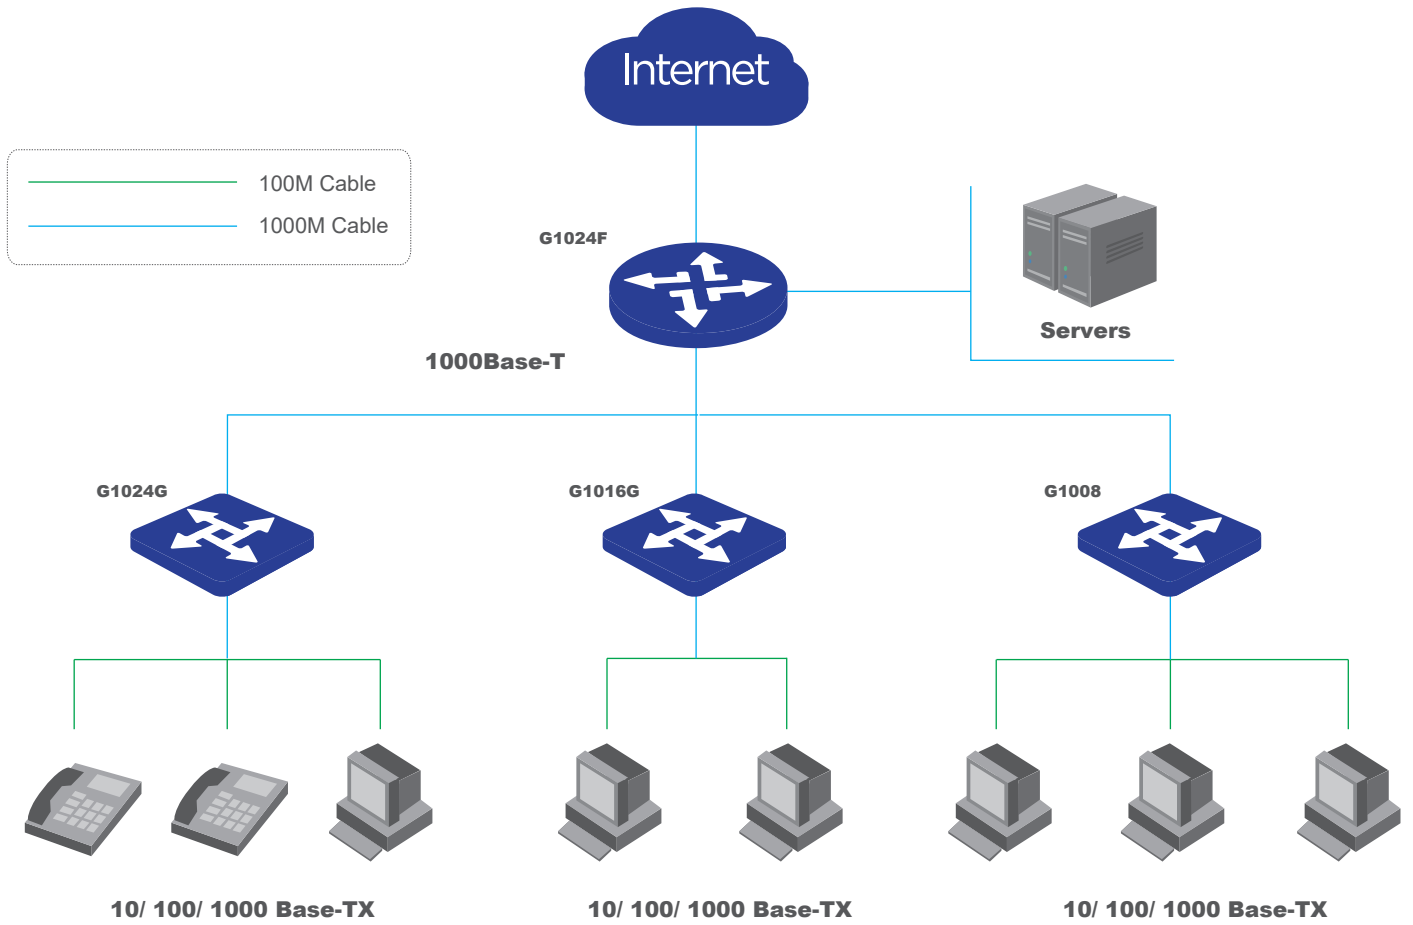 Internet
100M Cable
1000M Cable
G1024F
Servers
1000Base-T
G1024G
G1016G
G1008
10/ 100/ 1000 Base-TX
10/ 100/ 1000 Base-TX
10/ 100/ 1000 Base-TX